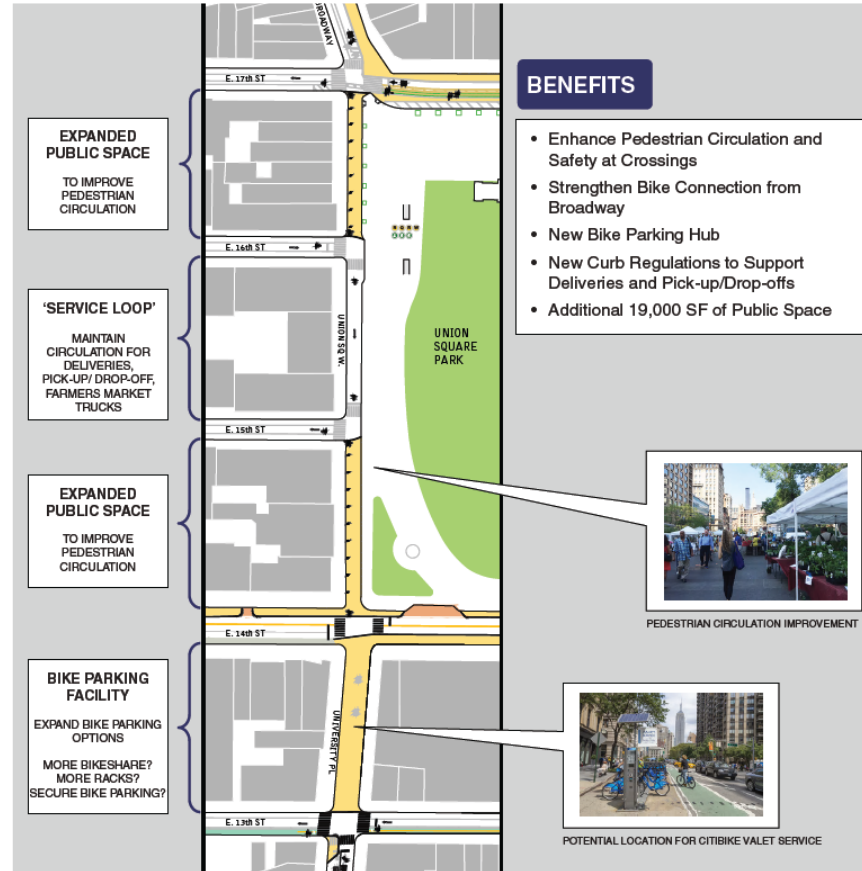 BROADWAY
E. 17th ST
BENEFITS
• Enhance Pedestrian Circulation and
Safety at Crossings
• Strengthen Bike Connection from
Broadway
• New Bike Parking Hub
• New Curb Regulations to Support
Deliveries and Pick-up/Drop-offs
• Additional 19,000 SF of Public Space
EXPANDED
PUBLIC SPACE
TO IMPROVE
PEDESTRIAN
CIRCULATION
E. 16th ST
‘SERVICE LOOP’
MAINTAIN
CIRCULATION FOR
DELIVERIES,
PICK-UP/ DROP-OFF,
FARMERS MARKET
TRUCKS
UNION SQ W.
UNION
SQUARE
PARK
E. 15th ST
EXPANDED
PUBLIC SPACE
TO IMPROVE
PEDESTRIAN
CIRCULATION
PEDESTRIAN CIRCULATION IMPROVEMENT
E. 14th ST
BIKE PARKING
FACILITY
EXPAND BIKE PARKING
OPTIONS
MORE BIKESHARE?
MORE RACKS?
SECURE BIKE PARKING?
UNIVERSITY PL
E. 13th ST
POTENTIAL LOCATION FOR CITIBIKE VALET SERVICE